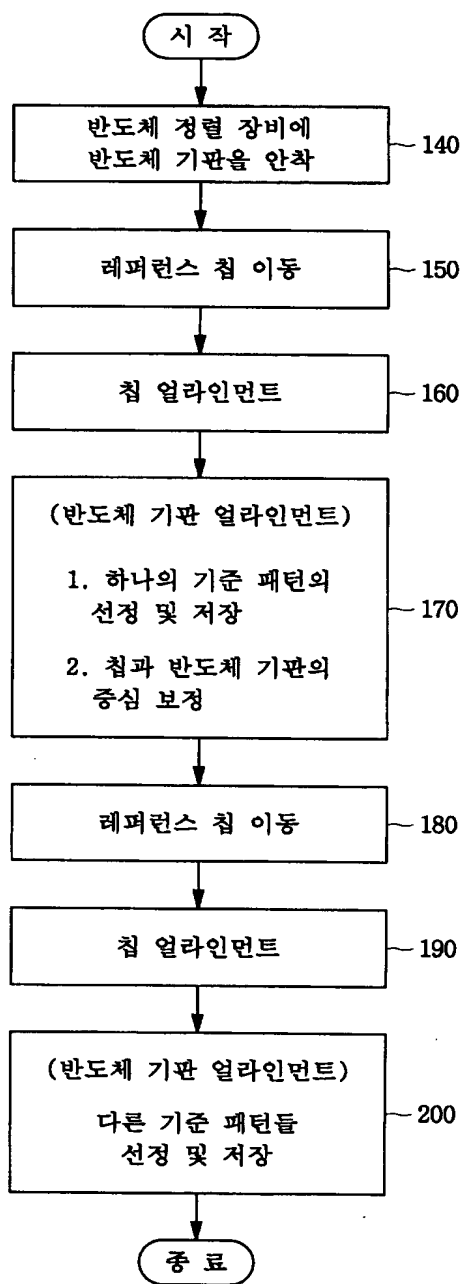 시 작
반도체 정렬 장비에
반도체 기판을 안착
140
레퍼런스 칩 이동
150
칩 얼라인먼트
160
(반도체 기판 얼라인먼트)
1. 하나의 기준 패턴의
선정 및 저장
2. 칩과 반도체 기판의
중심 보정
170
레퍼런스 칩 이동
180
칩 얼라인먼트
190
(반도체 기판 얼라인먼트)
다른 기준 패턴들
선정 및 저장
200
종 료